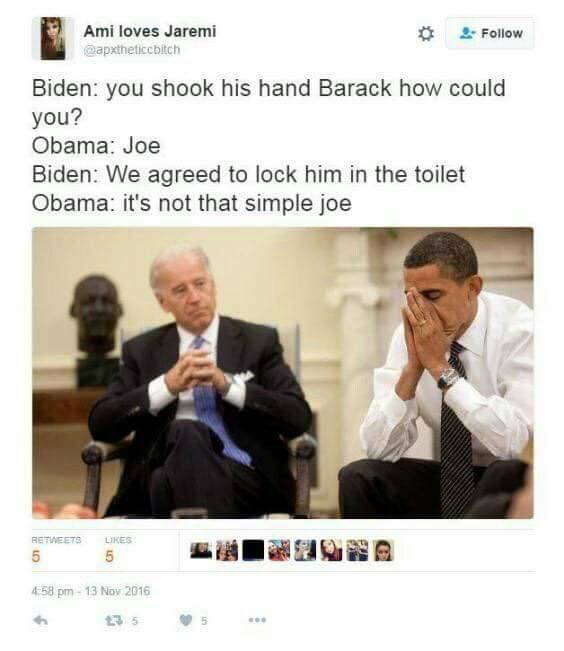 Ami loves Jaremi
@apxtheticcbitch
Follow
Biden: you shook his hand Barack how could
you?
Obama: Joe
Biden: We agreed to lock him in the toilet
Obama: it's not that simple joe
RETWEETS LIKES
5 5
4:58 pm - 13 Nov 2016
5 5